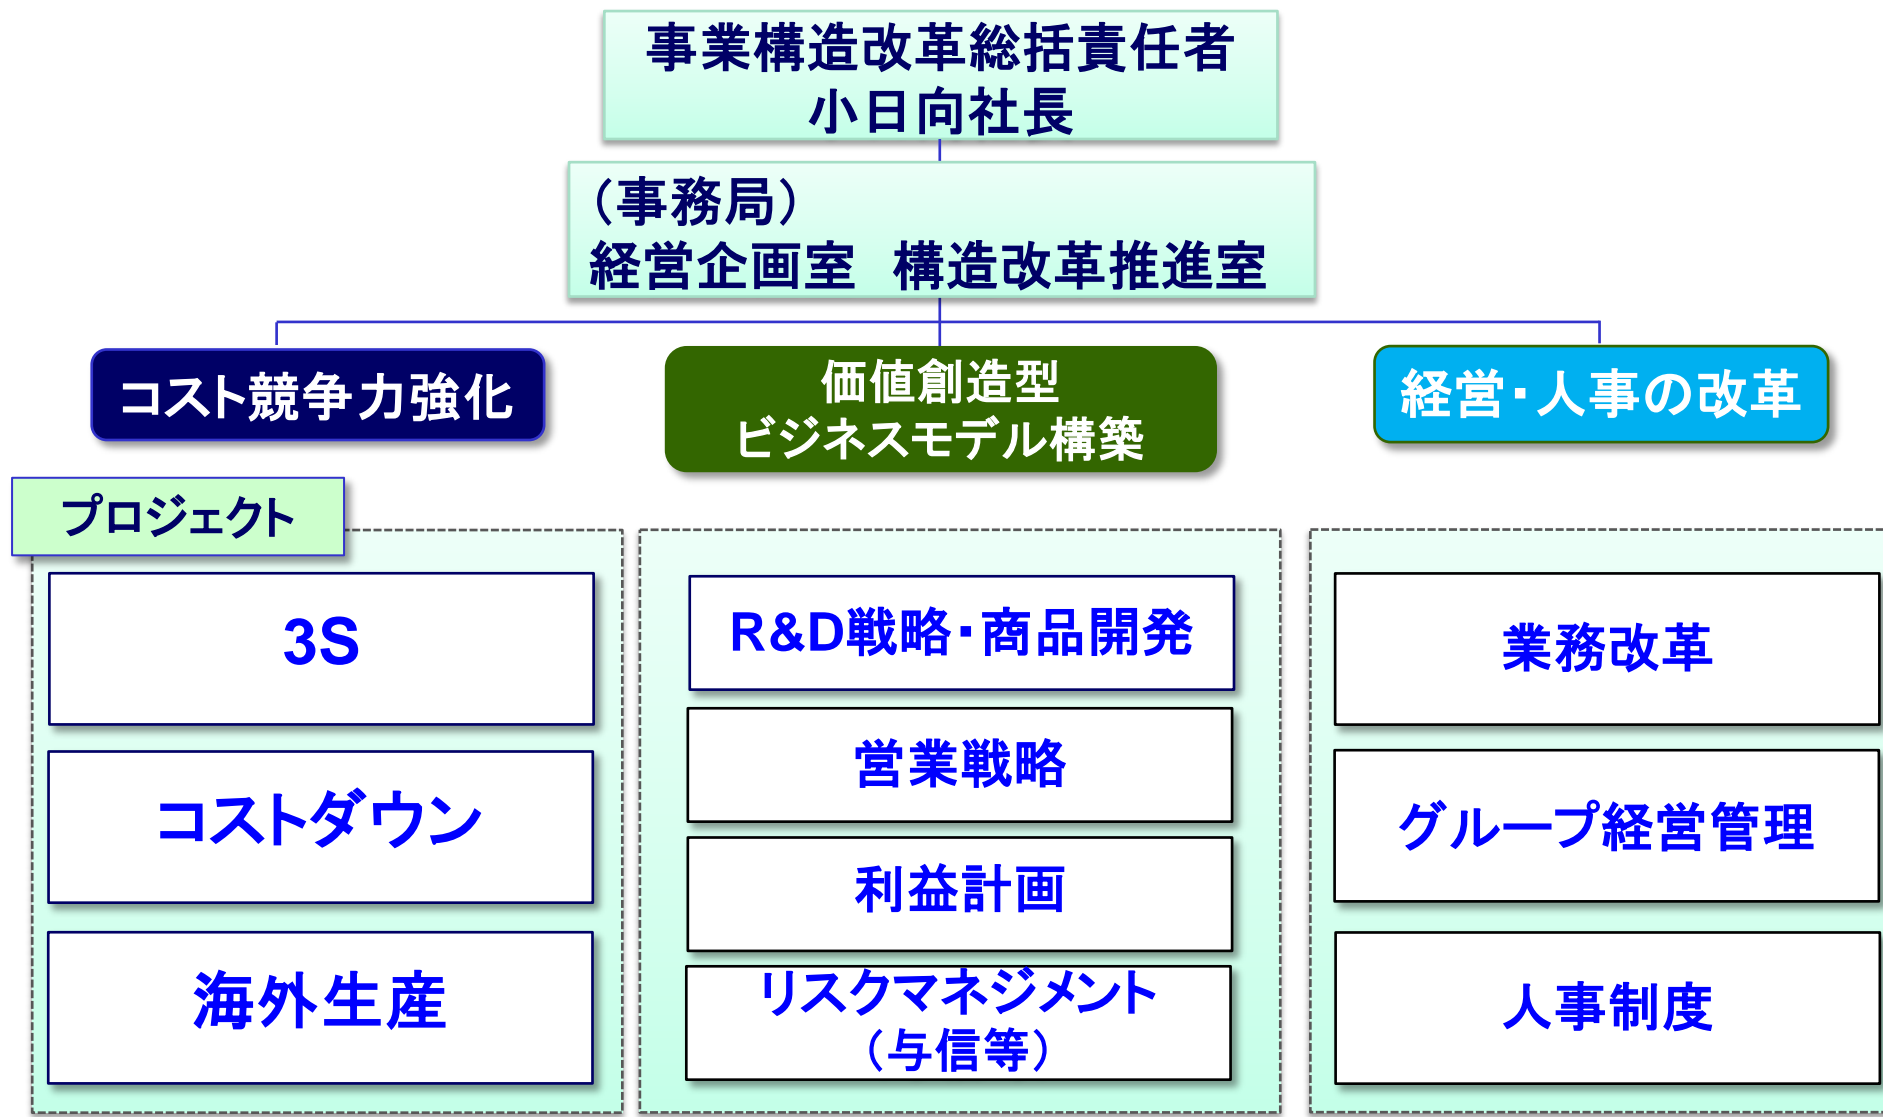 事業構造改革総括責任者
小日向社長
（事務局）
経営企画室　構造改革推進室
コスト競争力強化
価値創造型
ビジネスモデル構築
経営・人事の改革
プロジェクト
3S
コストダウン
海外生産
R&D戦略・商品開発
営業戦略
利益計画
リスクマネジメント
（与信等）
業務改革
グループ経営管理
人事制度